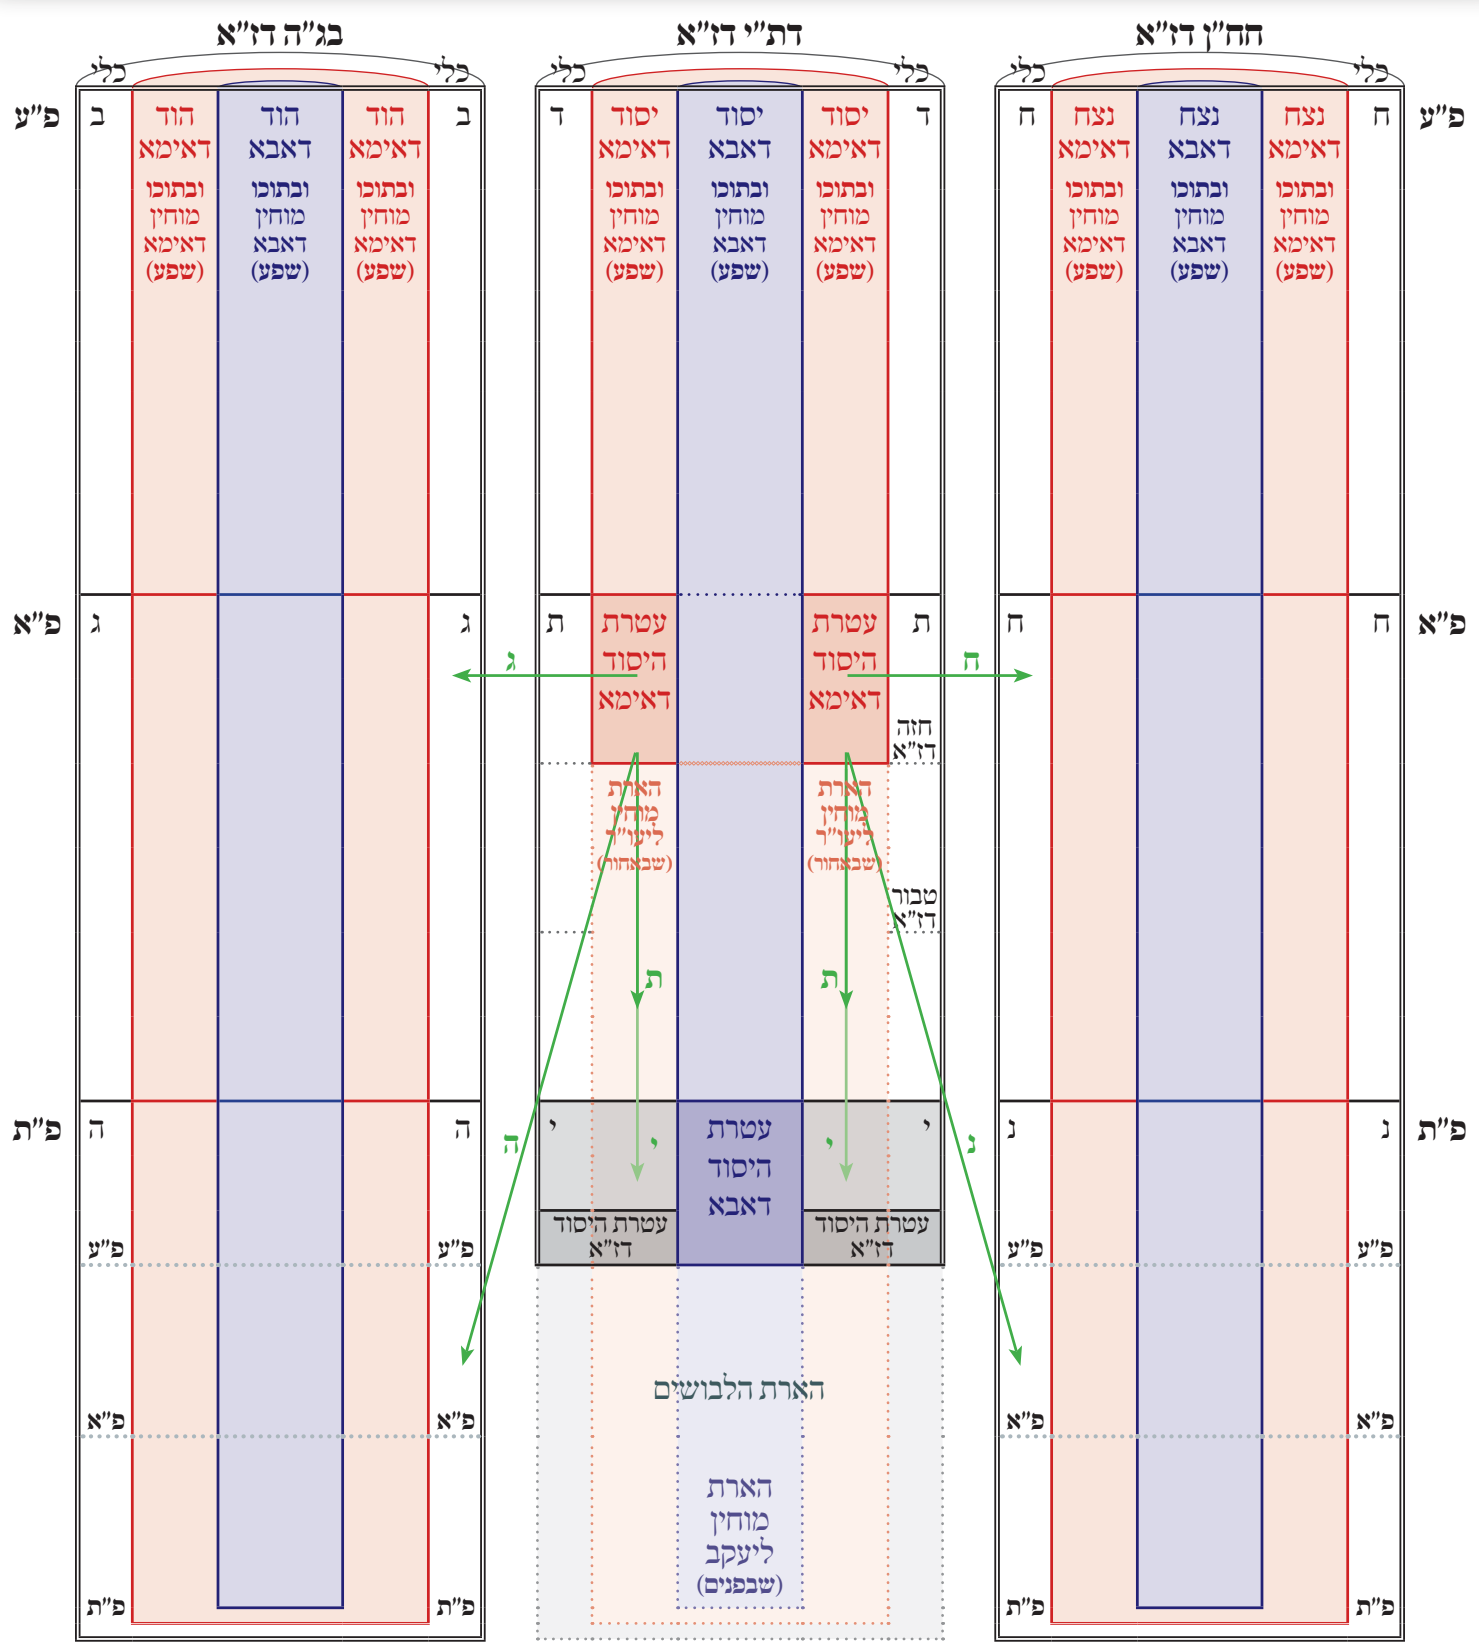 חח"ן דז"א
דת"י דז"א
בג"ה דז"א
כלי
כלי
כלי
כלי
כלי
כלי
פ"ע
ח
נצח
דאימא
ובתוכו
מוחין
דאימא
(שפע)
נצח
דאבא
ובתוכו
מוחין
דאבא
(שפע)
נצח
דאימא
ובתוכו
מוחין
דאימא
(שפע)
ח
ד
יסוד
דאימא
ובתוכו
מוחין
דאימא
(שפע)
יסוד
דאבא
ובתוכו
מוחין
דאבא
(שפע)
יסוד
דאימא
ובתוכו
מוחין
דאימא
(שפע)
ד
ב
הוד
דאימא
ובתוכו
מוחין
דאימא
(שפע)
הוד
דאבא
ובתוכו
מוחין
דאבא
(שפע)
הוד
דאימא
ובתוכו
מוחין
דאימא
(שפע)
ב
פ"ע
פ"א
ח
ח
ח
ת
עטרת
היסוד
דאימא
עטרת
היסוד
דאימא
ת
ג
ג
ג
פ"א
חזה
דז"א
הארת
מוחין
ליעו"ר
(שבאחור)
הארת
מוחין
ליעו"ר
(שבאחור)
טבור
דז"א
ת
ת
פ"ת
נ
נ
נ
י
י
עטרת
היסוד
דאבא
י
י
ה
ה
ה
פ"ת
עטרת היסוד
דז"א
עטרת היסוד
דז"א
פ"ע
פ"ע
פ"ע
פ"ע
הארת הלבושים
פ"א
פ"א
פ"א
פ"א
הארת
מוחין
ליעקב
(שבפנים)
פ"ת
פ"ת
פ"ת
פ"ת